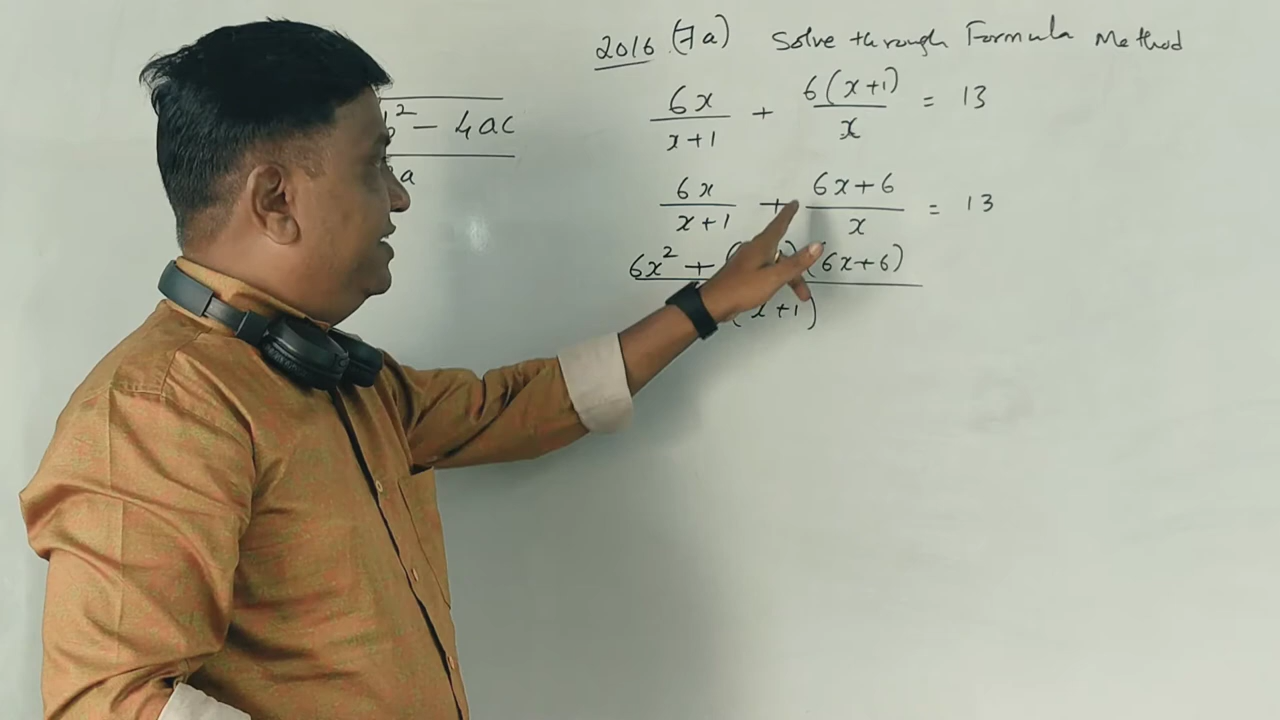 2016 (7a) Solve through Formula Method
6x/(x+1) + 6(x+1)/x = 13
6x/(x+1) + (6x+6)/x = 13
6x² + (6x+6)
(x+1)
² − 4ac
a